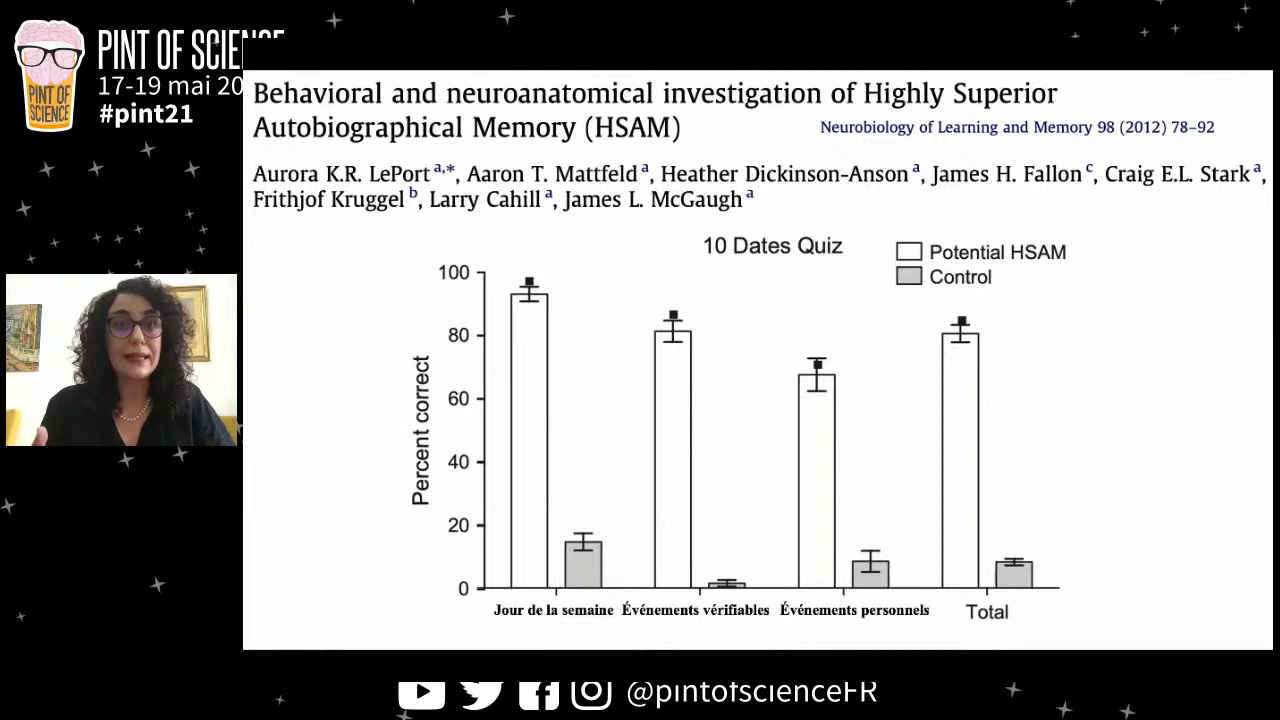 PINT OF SCIENCE
17-19 mai 20
#pint21
PINT OF
SCIENCE
Behavioral and neuroanatomical investigation of Highly Superior
Autobiographical Memory (HSAM)
Neurobiology of Learning and Memory 98 (2012) 78–92
Aurora K.R. LePort a,*, Aaron T. Mattfeld a, Heather Dickinson-Anson a, James H. Fallon c, Craig E.L. Stark a,
Frithjof Kruggel b, Larry Cahill a, James L. McGaugh a
10 Dates Quiz
Potential HSAM
Control
Percent correct
100
80
60
40
20
0
Jour de la semaine
Événements vérifiables
Événements personnels
Total
@pintofscienceFR